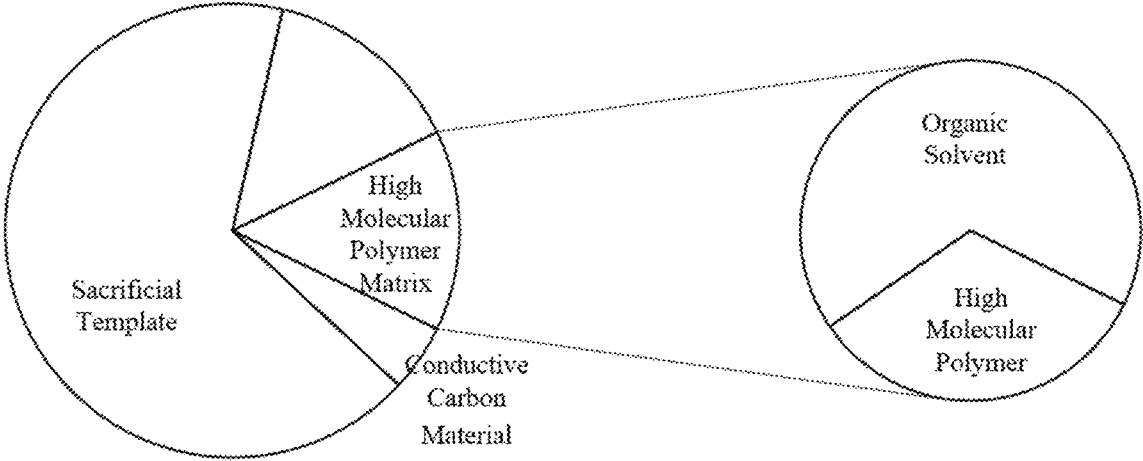 Sacrificial
Template
High
Molecular
Polymer
Matrix
Conductive
Carbon
Material
Organic
Solvent
High
Molecular
Polymer